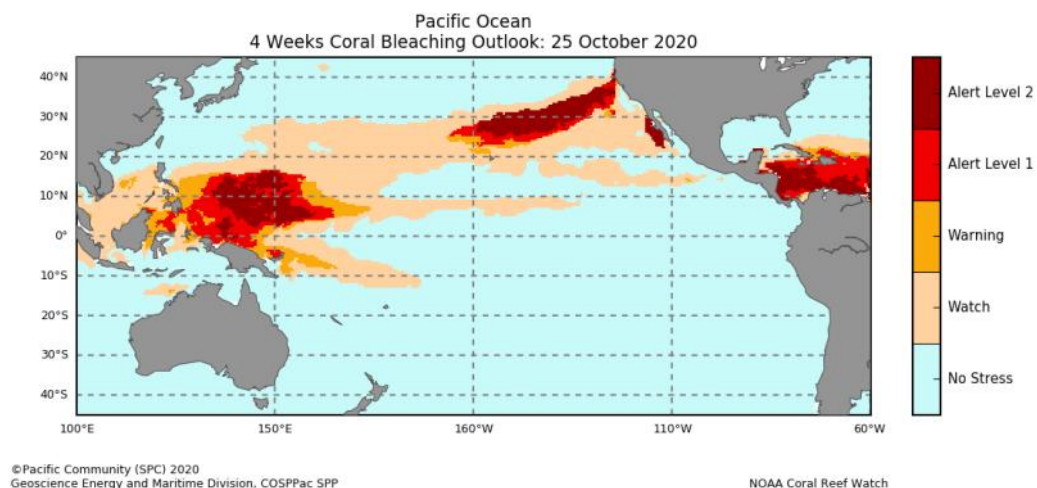 Pacific Ocean
4 Weeks Coral Bleaching Outlook: 25 October 2020
40°N
30°N
20°N
10°N
0°
10°S
20°S
30°S
40°S
100°E
150°E
160°W
110°W
60°W
Alert Level 2
Alert Level 1
Warning
Watch
No Stress
©Pacific Community (SPC) 2020
Geoscience Energy and Maritime Division, COSPPac SPP
NOAA Coral Reef Watch